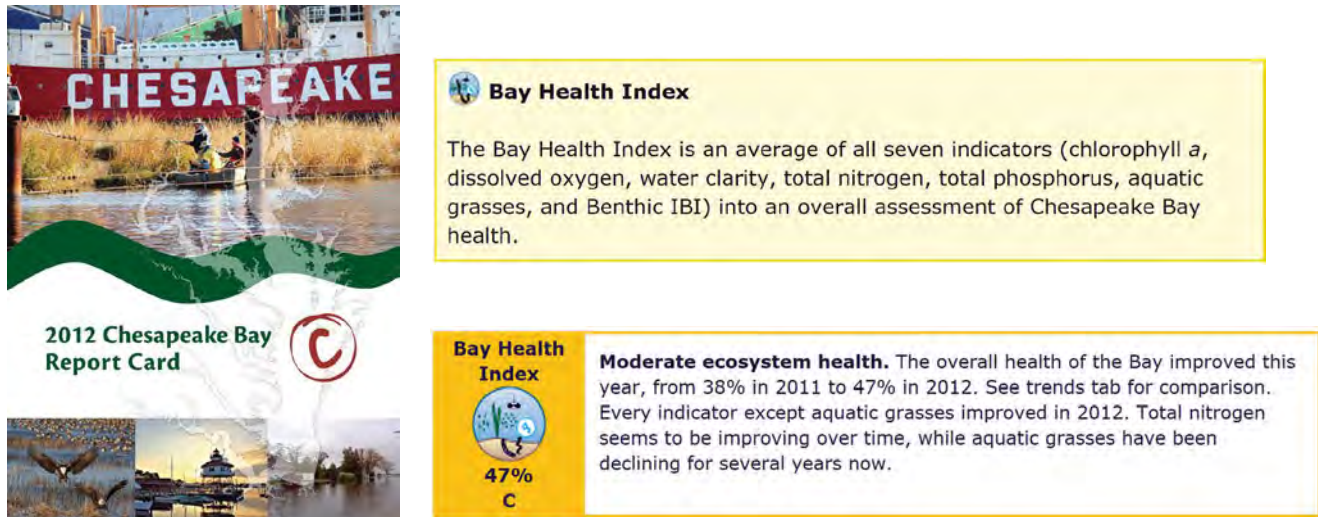 CHESAPEAKE
2012 Chesapeake Bay
Report Card
C
Bay Health Index
The Bay Health Index is an average of all seven indicators (chlorophyll a,
dissolved oxygen, water clarity, total nitrogen, total phosphorus, aquatic
grasses, and Benthic IBI) into an overall assessment of Chesapeake Bay
health.
Bay Health
Index
47%
C
Moderate ecosystem health. The overall health of the Bay improved this
year, from 38% in 2011 to 47% in 2012. See trends tab for comparison.
Every indicator except aquatic grasses improved in 2012. Total nitrogen
seems to be improving over time, while aquatic grasses have been
declining for several years now.